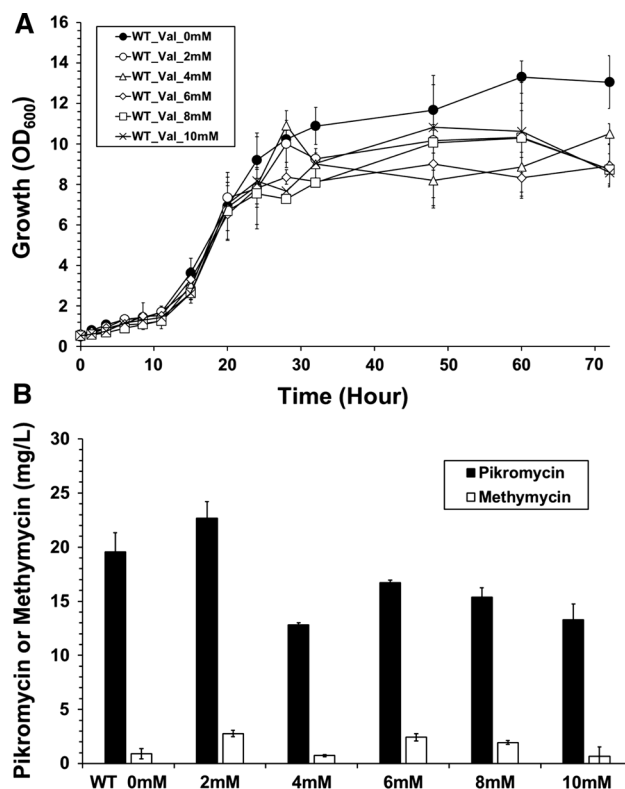 A
16
14
12
10
8
6
4
2
0
Growth (OD600)
WT_Val_0mM
WT_Val_2mM
WT_Val_4mM
WT_Val_6mM
WT_Val_8mM
WT_Val_10mM
0 10 20 30 40 50 60 70
Time (Hour)
B
30
25
20
15
10
5
0
Pikromycin or Methymycin (mg/L)
Pikromycin
Methymycin
WT 0mM 2mM 4mM 6mM 8mM 10mM